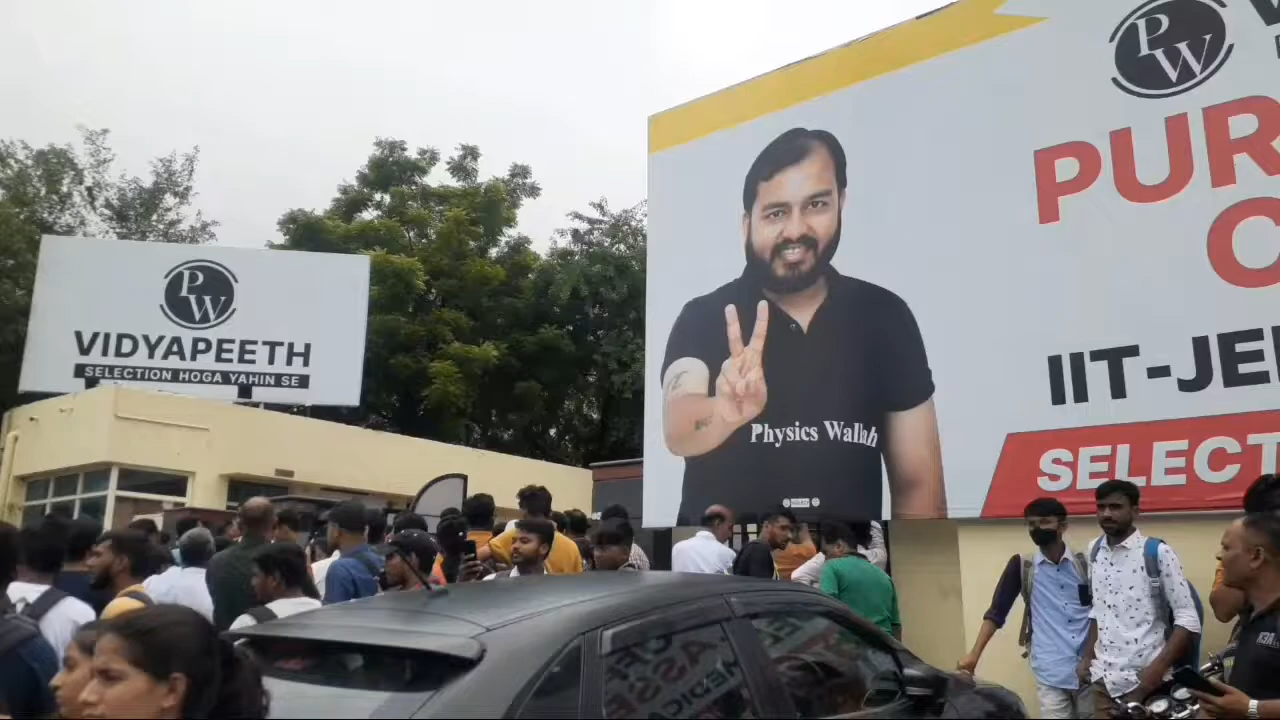 PW
VIDYAPEETH
SELECTION HOGA YAHIN SE
PW
PUR
C
IIT-JE
SELECT
Physics Wallah